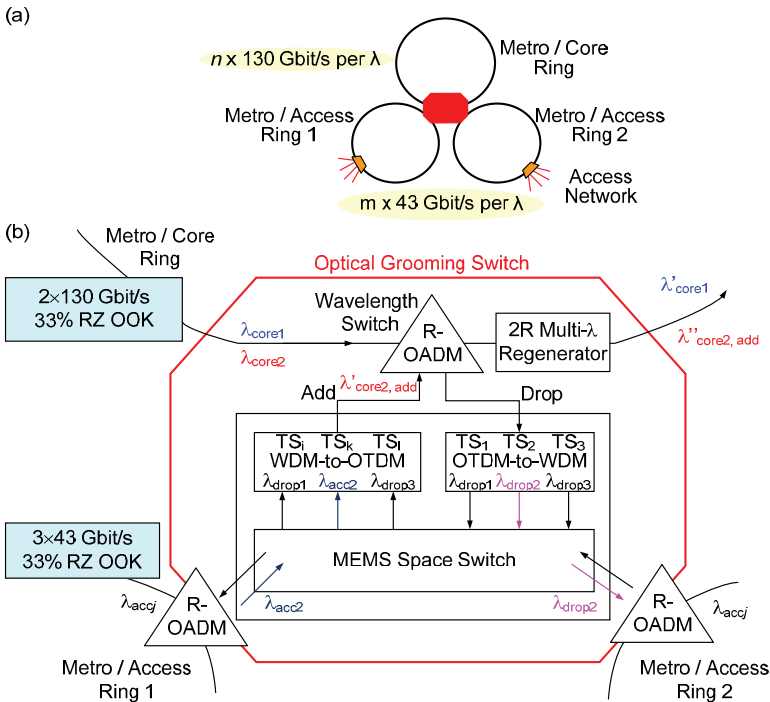 (a)
n x 130 Gbit/s per λ
Metro / Core
Ring
Metro / Access
Ring 1
Metro / Access
Ring 2
Access
Network
m x 43 Gbit/s per λ
(b)
Metro / Core
Ring
Optical Grooming Switch
2×130 Gbit/s
33% RZ OOK
Wavelength
Switch
λcore1
λcore2
R-
OADM
2R Multi-λ
Regenerator
λ'core1
λ''core2, add
Add
λ'core2, add
Drop
TSi TSk TSl
WDM-to-OTDM
λdrop1 λacc2 λdrop3
TS1 TS2 TS3
OTDM-to-WDM
λdrop1 λdrop2 λdrop3
MEMS Space Switch
3×43 Gbit/s
33% RZ OOK
λaccj
R-
OADM
λacc2
λdrop2
R-
OADM
λaccj
Metro / Access
Ring 1
Metro / Access
Ring 2